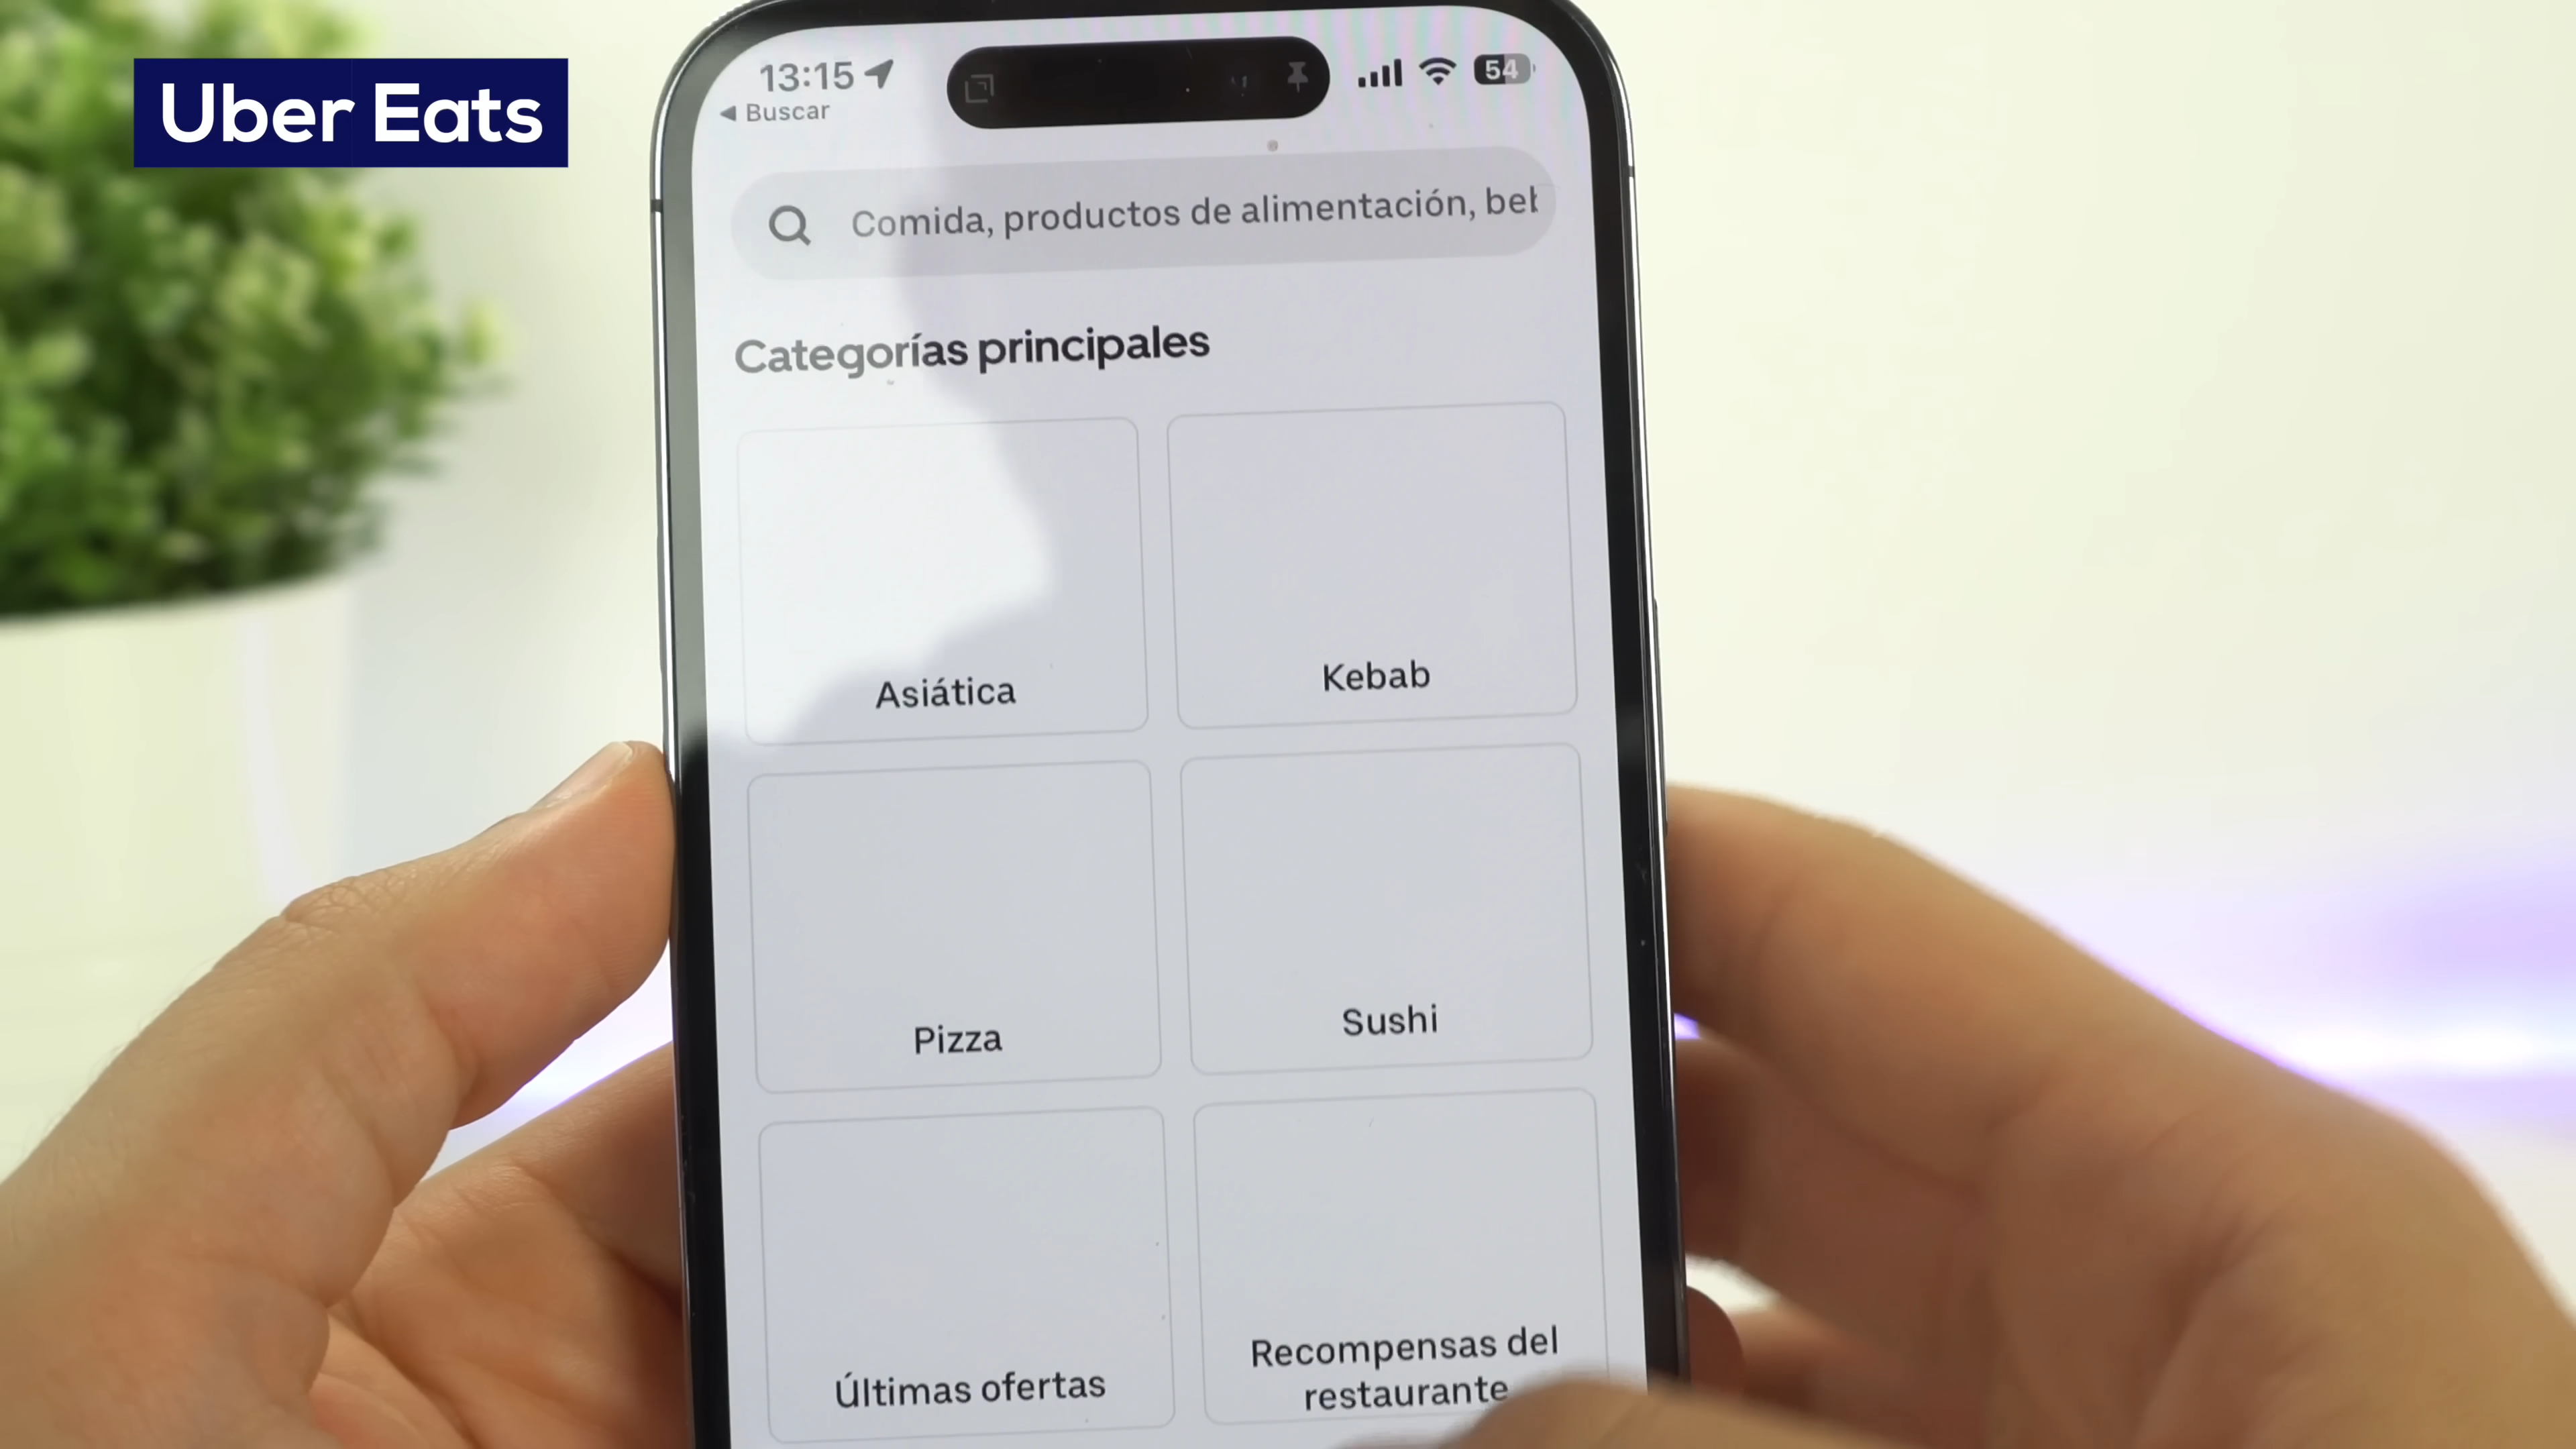 Uber Eats
13:15
54
◀ Buscar
Comida, productos de alimentación, beb
Categorías principales
Asiática
Kebab
Pizza
Sushi
Últimas ofertas
Recompensas del
restaurante